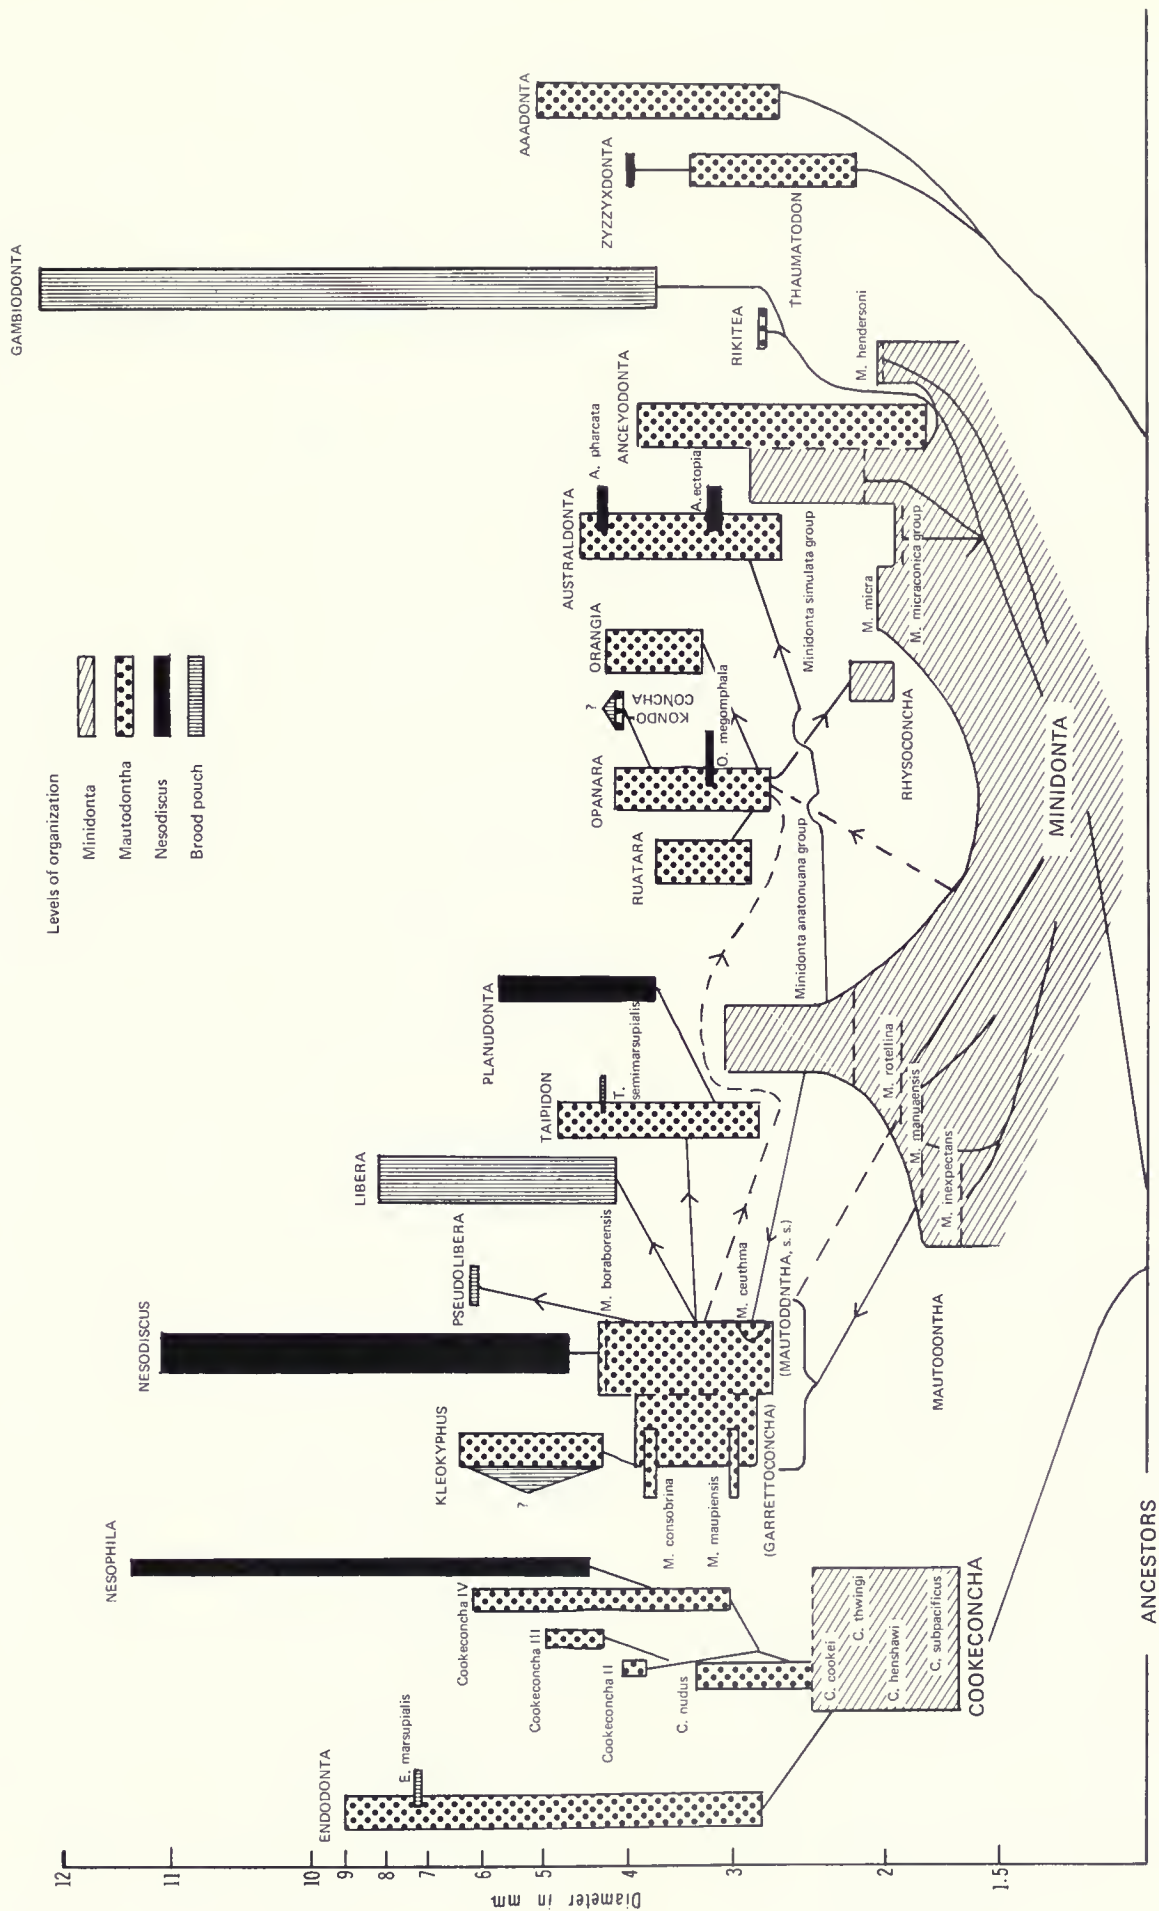 Levels of organization
Minidonta
Mautodontha
Nesodiscus
Brood pouch
12
11
10
9
8
7
6
5
4
3
2
1.5
Diameter in mm
ENDODONTA
E. marsupialis
NESOPHILA
Cookeconcha IV
Cookeconcha III
Cookeconcha II
C. nudus
C. cookei
C. thwingi
C. henshawi
C. subpacificus
COOKECONCHA
KLEOKYPHUS
?
NESODISCUS
PSEUDOLIBERA
M. boraborensis
M. consobrina
M. maupiensis
M. ceuthma
(GARRETTOCONCHA)
(MAUTODONTHA, s. s.)
MAUTOOONTHA
LIBERA
TAIPIDON
T. semimarsupialis
PLANUDONTA
Minidonta anatonuana group
M. rotellina
M. manuaensis
M. inexpectans
RUATARA
OPANARA
O. megomphala
?
KONDO
CONCHA
ORANGIA
RHYSOCONCHA
AUSTRALDONTA
A. pharcata
A. ectopia
Minidonta simulata group
M. micra
M. micraconica group
ANCEYODONTA
M. hendersoni
RIKITEA
GAMBIODONTA
ZYZZYXDONTA
THAUMATODON
AAADONTA
MINIDONTA
ANCESTORS